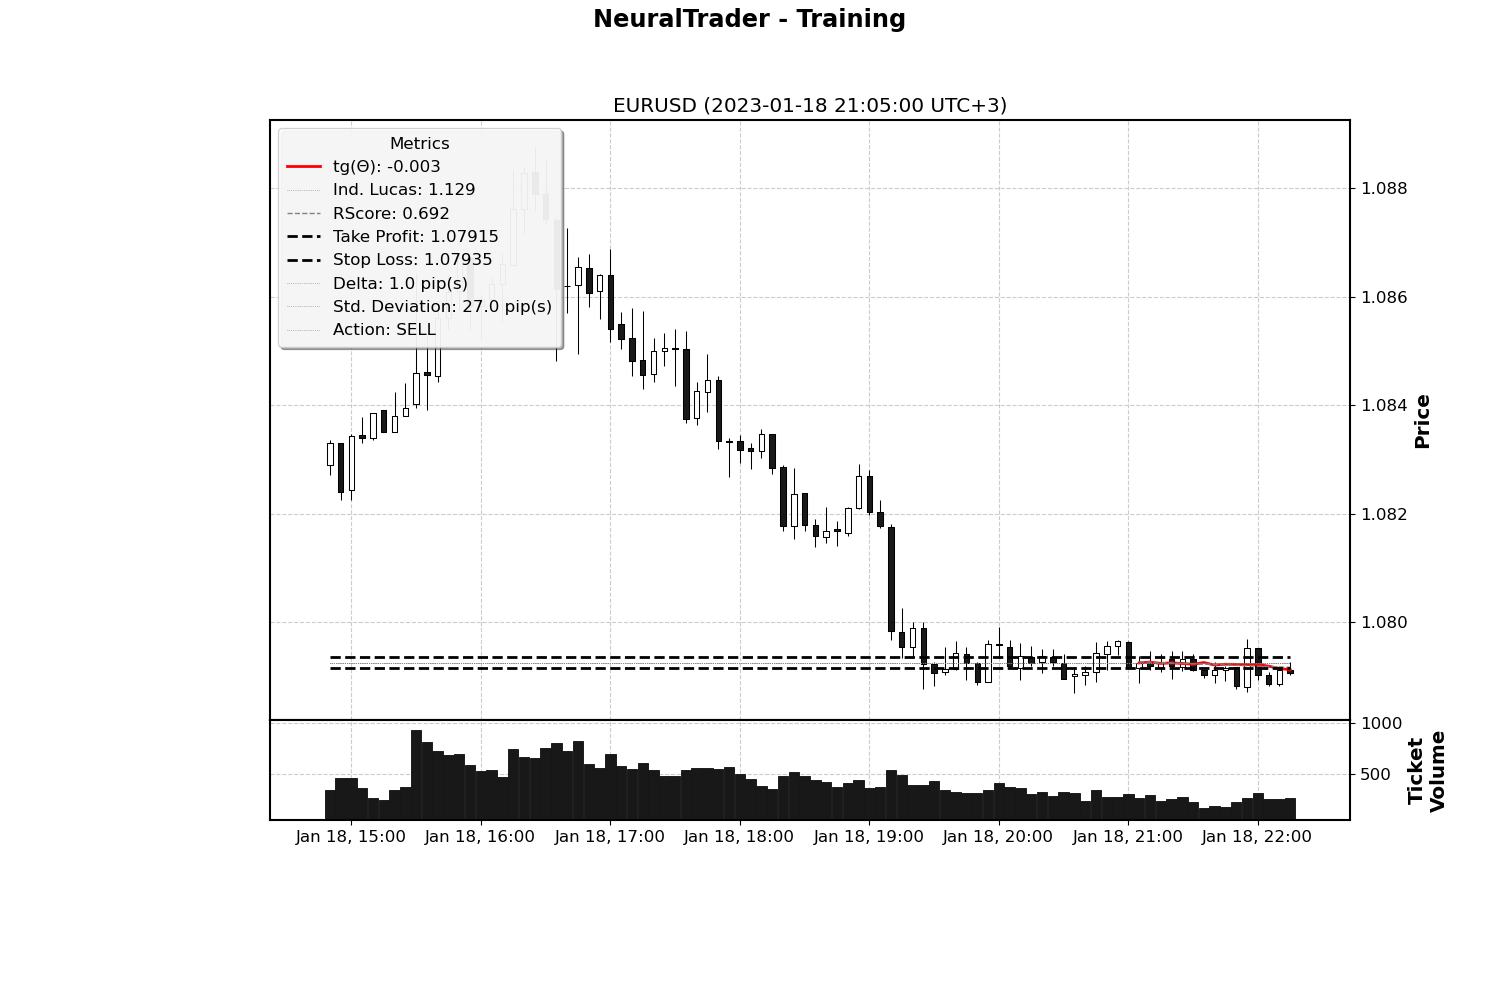 NeuralTrader - Training
EURUSD (2023-01-18 21:05:00 UTC+3)
Metrics
tg(Θ): -0.003
Ind. Lucas: 1.129
RScore: 0.692
Take Profit: 1.07915
Stop Loss: 1.07935
Delta: 1.0 pip(s)
Std. Deviation: 27.0 pip(s)
Action: SELL
1.088
1.086
1.084
1.082
1.080
Price
1000
500
Ticket
Volume
Jan 18, 15:00
Jan 18, 16:00
Jan 18, 17:00
Jan 18, 18:00
Jan 18, 19:00
Jan 18, 20:00
Jan 18, 21:00
Jan 18, 22:00